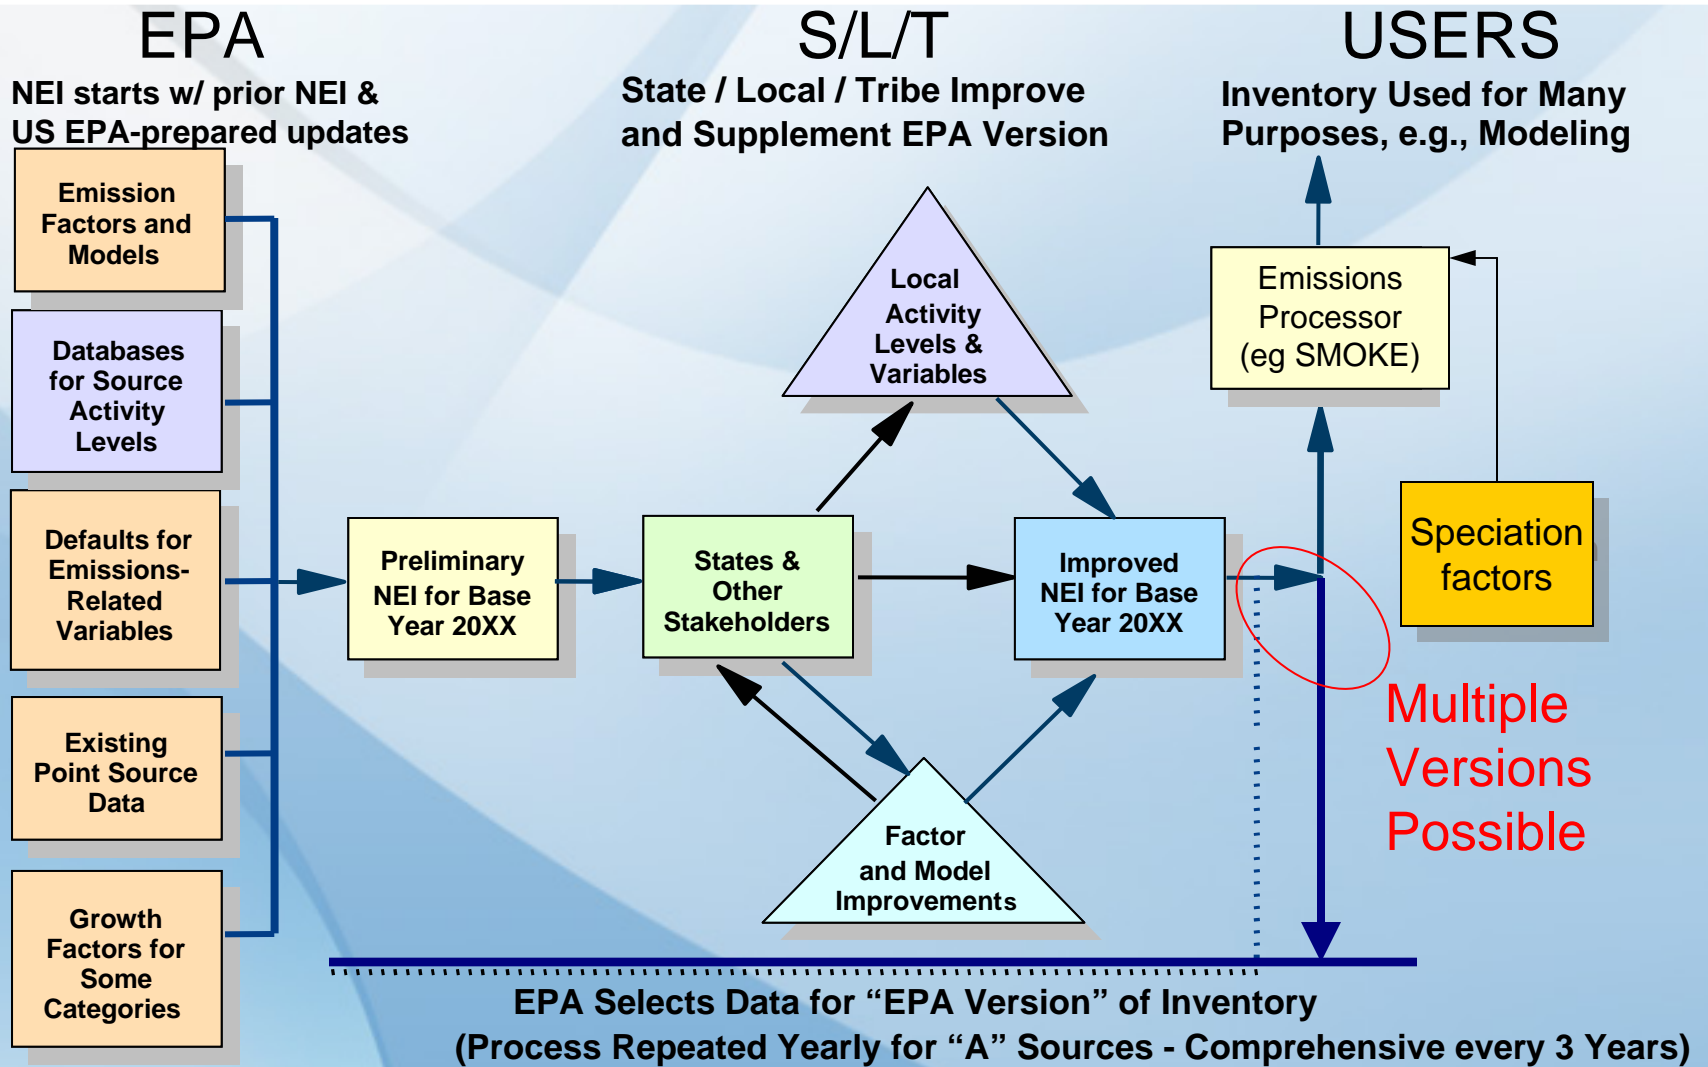 EPA
NEI starts w/ prior NEI &
US EPA-prepared updates
S/L/T
State / Local / Tribe Improve
and Supplement EPA Version
USERS
Inventory Used for Many
Purposes, e.g., Modeling
Emission
Factors and
Models
Databases
for Source
Activity
Levels
Defaults for
Emissions-
Related
Variables
Existing
Point Source
Data
Growth
Factors for
Some
Categories
Preliminary
NEI for Base
Year 20XX
States &
Other
Stakeholders
Local
Activity
Levels &
Variables
Factor
and Model
Improvements
Improved
NEI for Base
Year 20XX
Emissions
Processor
(eg SMOKE)
Speciation
factors
Multiple
Versions
Possible
EPA Selects Data for “EPA Version” of Inventory
(Process Repeated Yearly for “A” Sources - Comprehensive every 3 Years)